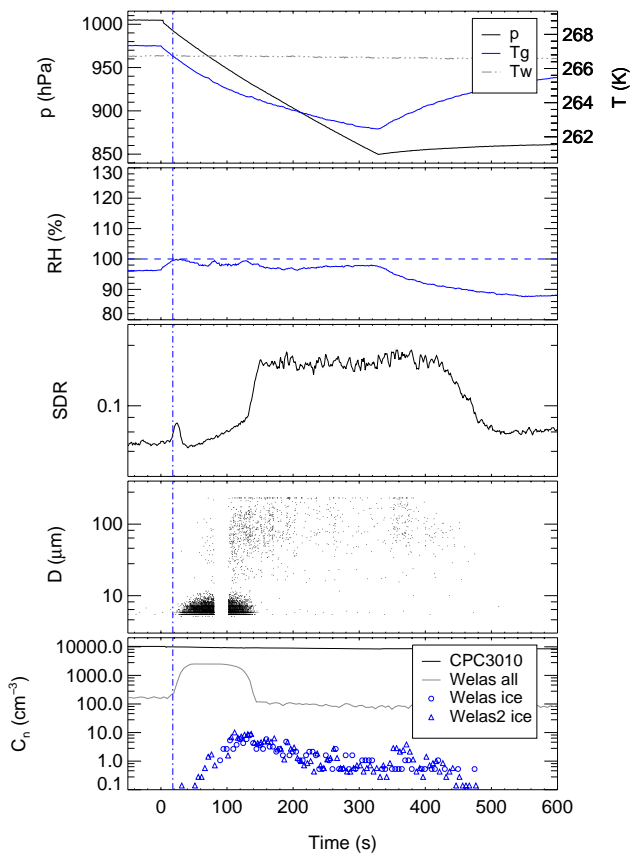 1000
950
900
850
p (hPa)
268
266
264
262
T (K)
p
Tg
Tw
130
120
110
100
90
80
RH (%)
0.1
SDR
100
10
D (μm)
10000.0
1000.0
100.0
10.0
1.0
0.1
Cn (cm−3)
CPC3010
Welas all
Welas ice
Welas2 ice
0
100
200
300
400
500
600
Time (s)